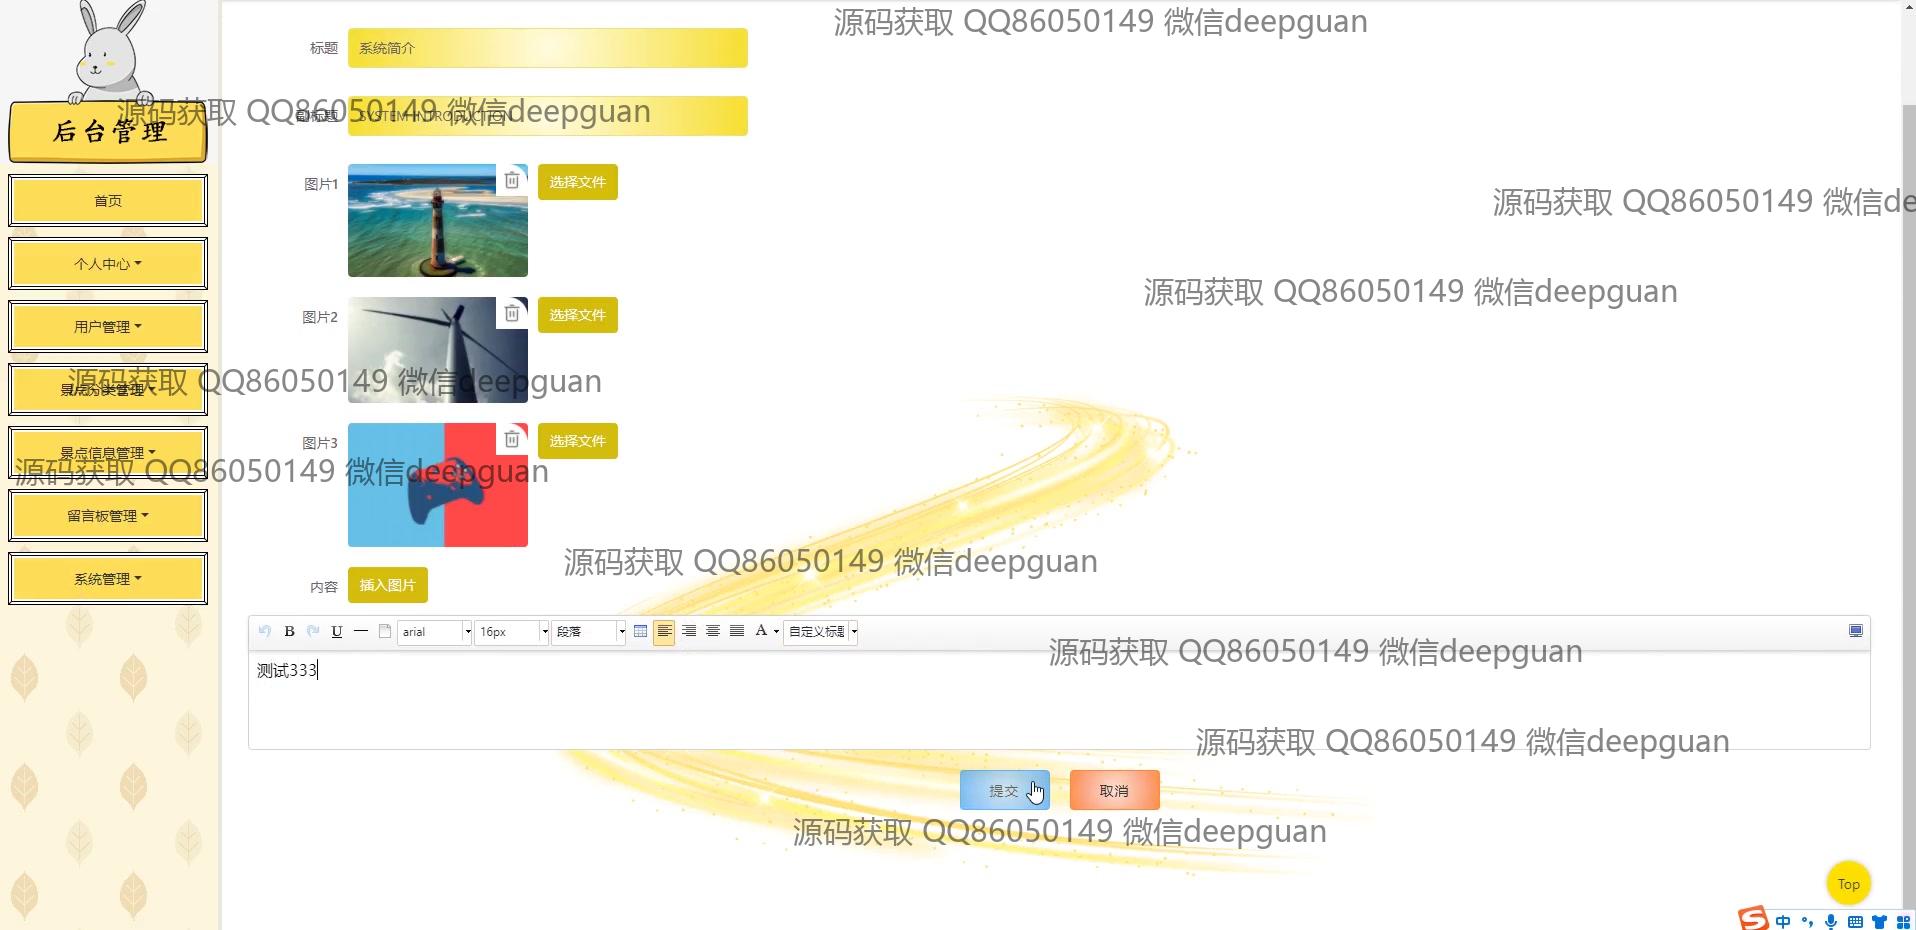 源码获取 QQ86050149 微信deepguan
标题
系统简介
源码获取 QQ86050149 微信deepguan
副标题
SYSTEM INTRODUCTION
后台管理
图片1
选择文件
首页
源码获取 QQ86050149 微信de
个人中心
源码获取 QQ86050149 微信deepguan
图片2
选择文件
用户管理
源码获取 QQ86050149 微信deepguan
景点分类管理
图片3
选择文件
景点信息管理
源码获取 QQ86050149 微信deepguan
留言板管理
源码获取 QQ86050149 微信deepguan
系统管理
内容
插入图片
B U arial 16px 段落 A 自定义标题
源码获取 QQ86050149 微信deepguan
测试333
源码获取 QQ86050149 微信deepguan
提交
取消
源码获取 QQ86050149 微信deepguan
Top
中